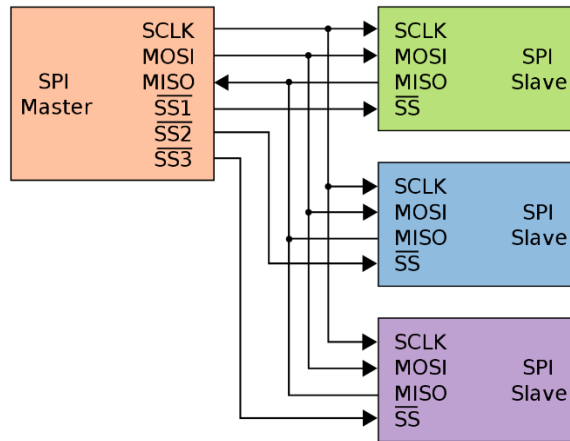 SCLK
MOSI
MISO
SS1
SS2
SS3
SPI
Master
SCLK
MOSI
MISO
SS
SPI
Slave
SCLK
MOSI
MISO
SS
SPI
Slave
SCLK
MOSI
MISO
SS
SPI
Slave